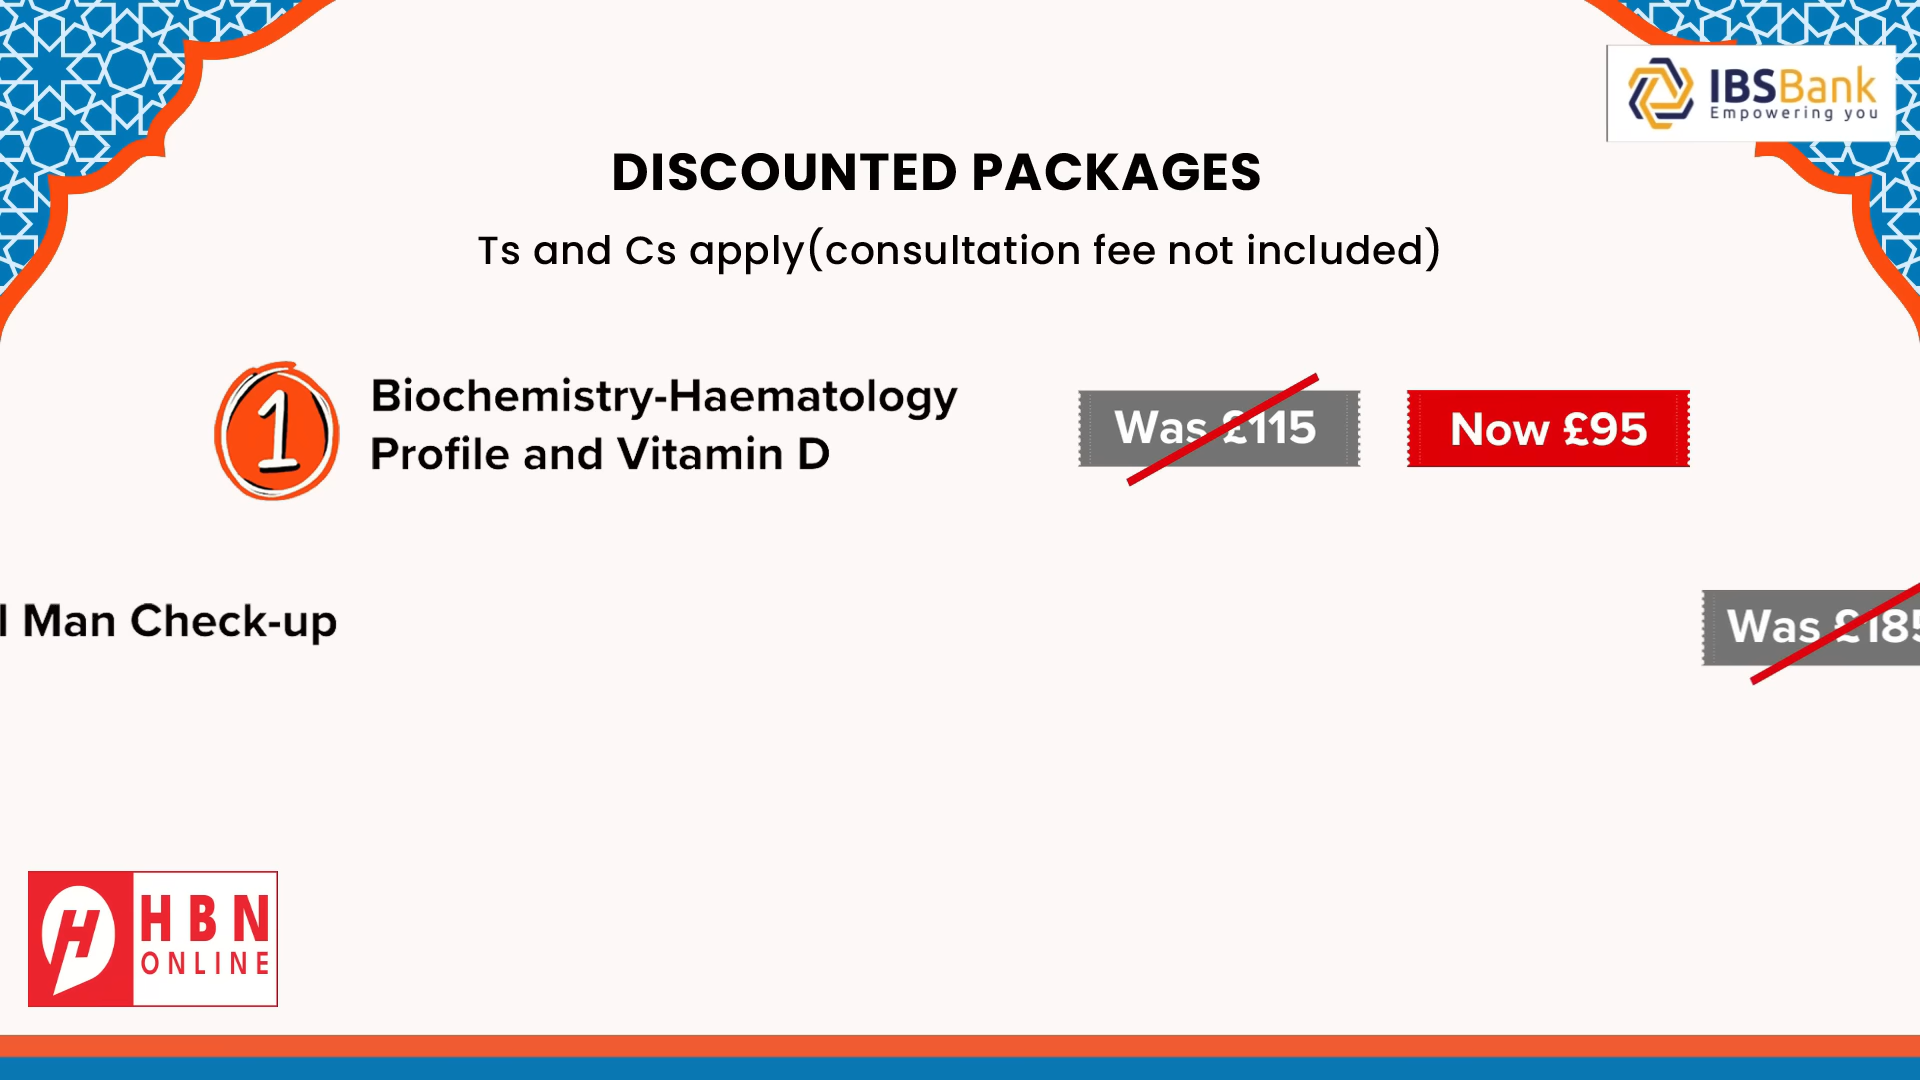 IBSBank
Empowering you
DISCOUNTED PACKAGES
Ts and Cs apply(consultation fee not included)
1
Biochemistry-Haematology
Profile and Vitamin D
Was £115
Now £95
Man Check-up
Was £185
H
HBN
ONLINE